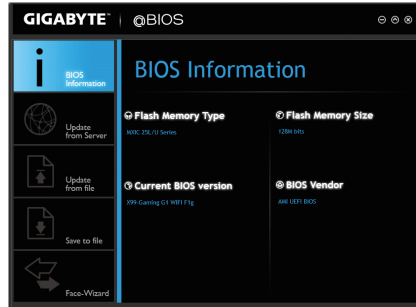 GIGABYTE™ @BIOS
BIOS Information
BIOS
Information
Update
from Server
Update
from file
Save to file
Face-Wizard
Flash Memory Type
MXIC 25L/U Series
Flash Memory Size
128M bits
Current BIOS version
X99-Gaming G1 WIFI F1g
BIOS Vendor
AMI UEFI BIOS